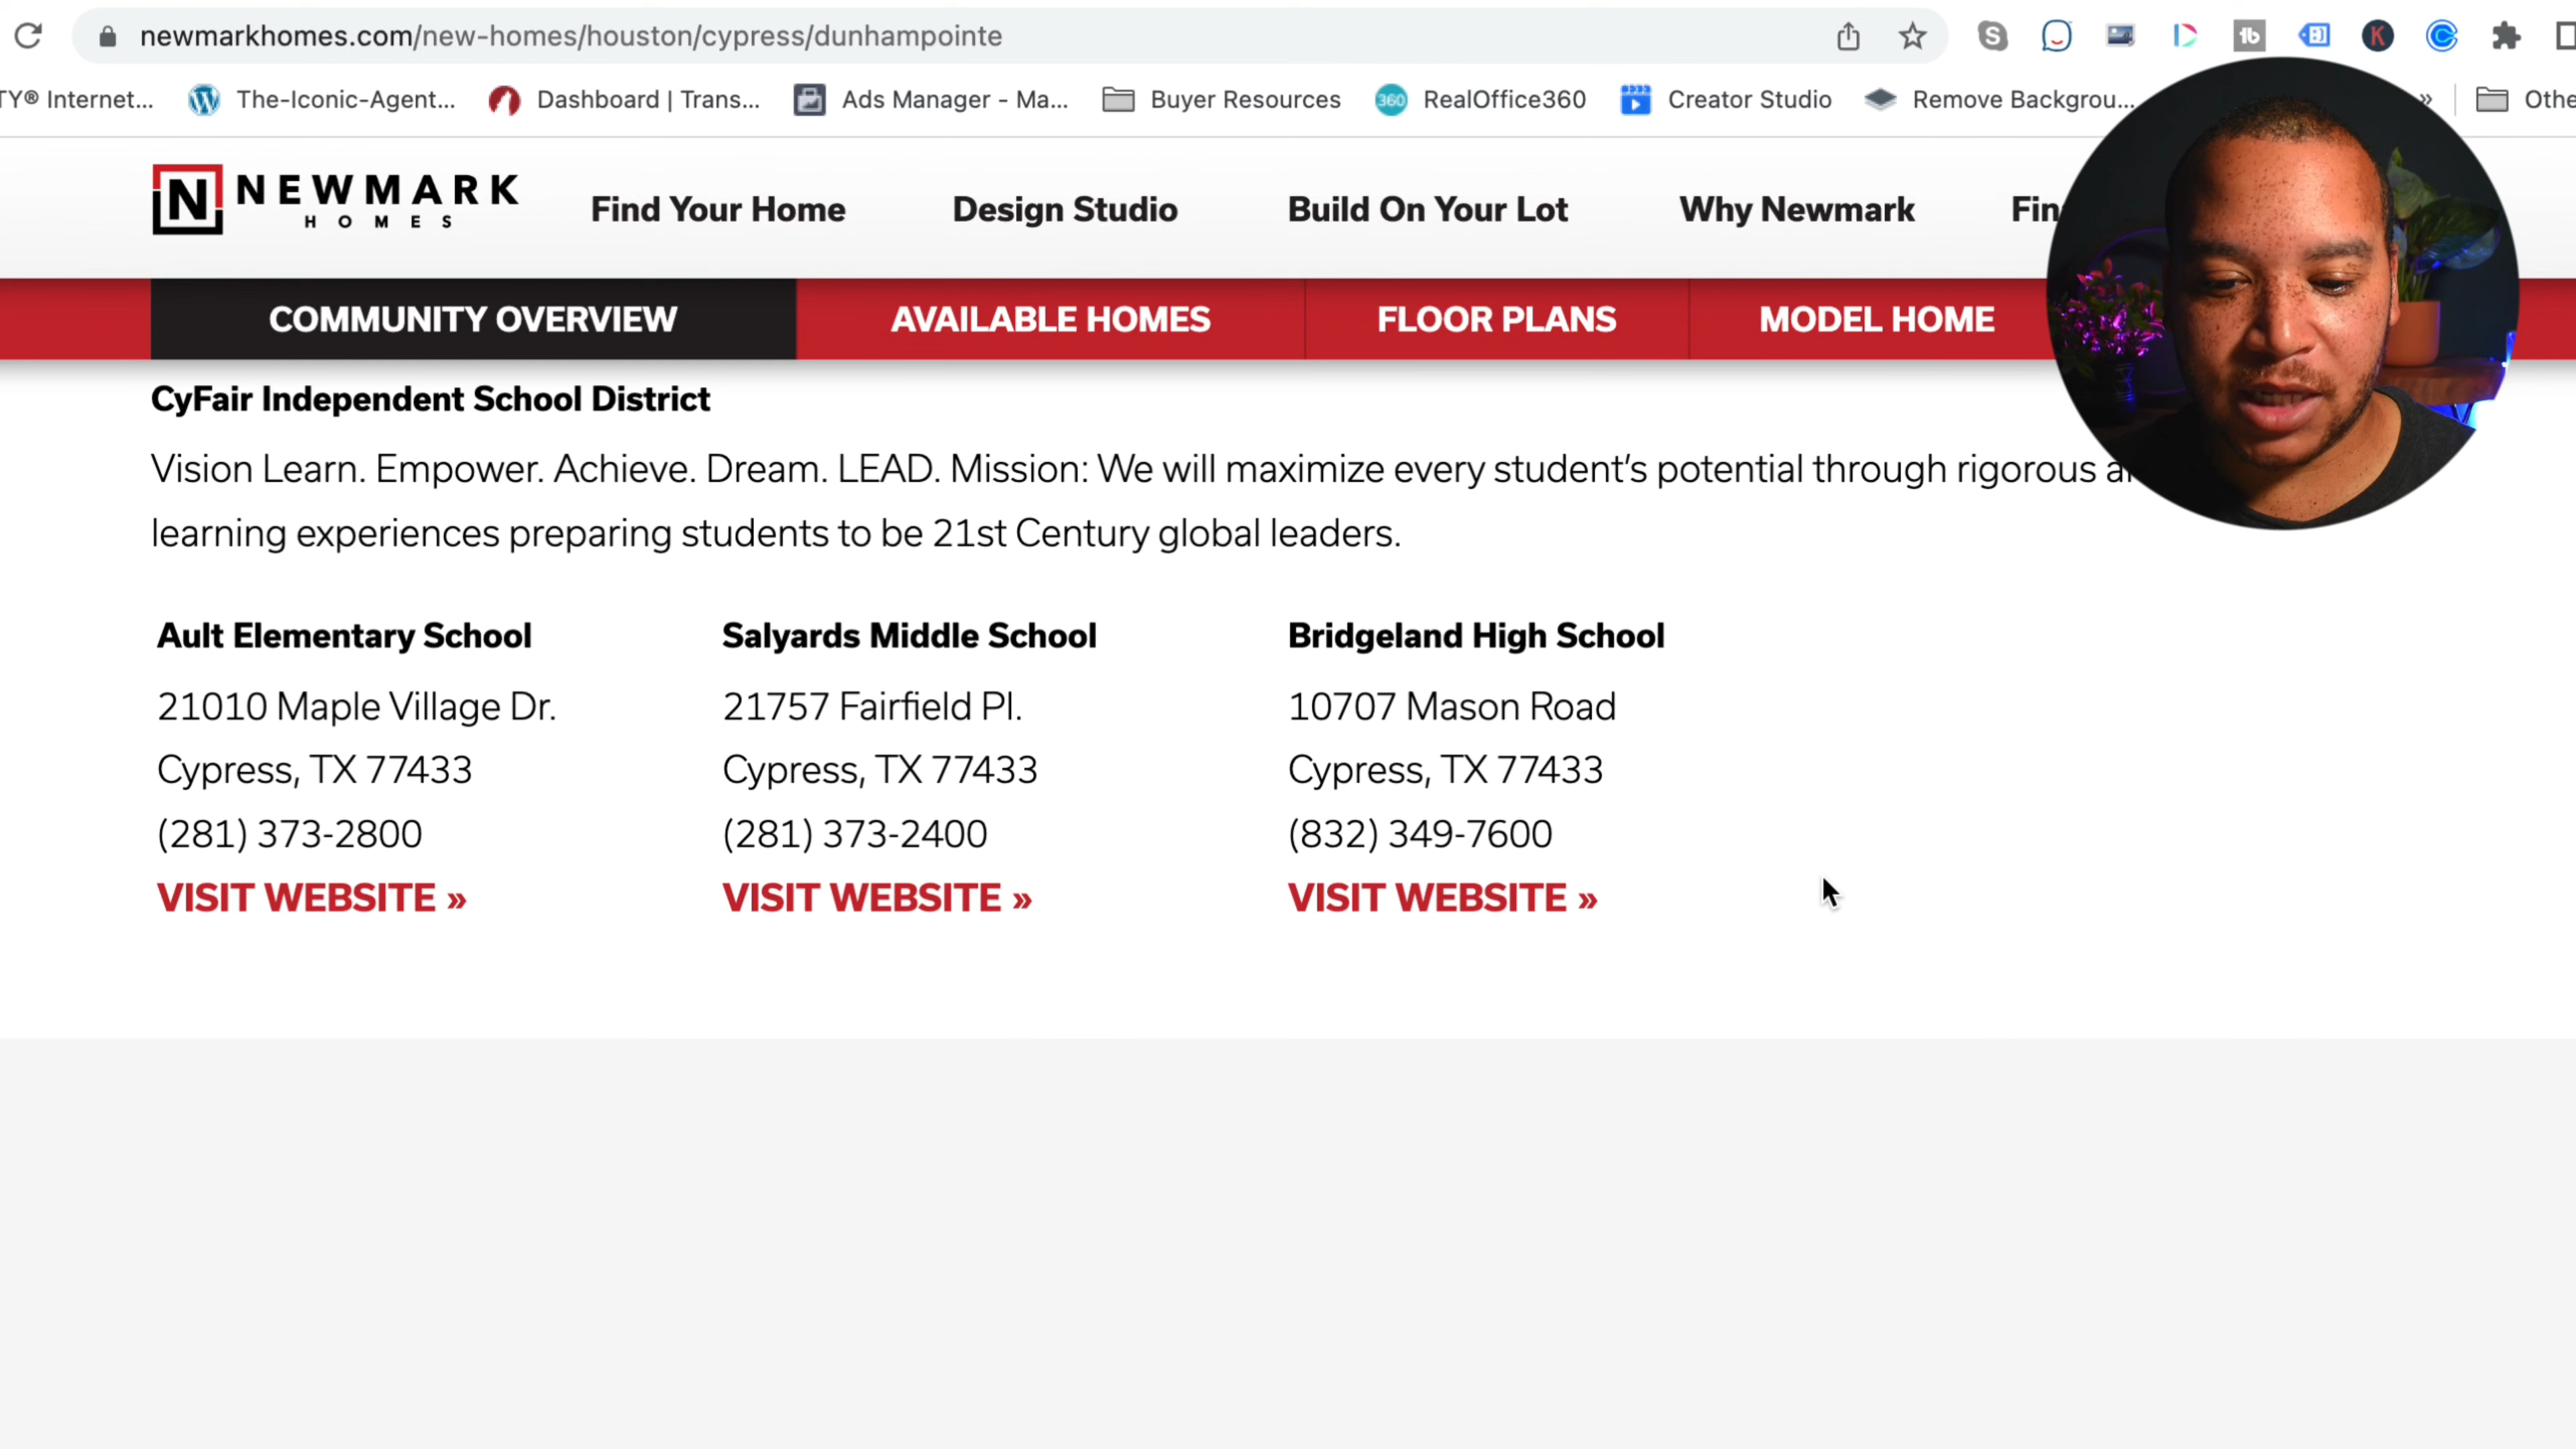 newmarkhomes.com/new-homes/houston/cypress/dunhampointe
TY® Internet... The-Iconic-Agent... Dashboard | Trans... Ads Manager - Ma... Buyer Resources 360 RealOffice360 Creator Studio Remove Backgrou... » Othe
N NEWMARK HOMES Find Your Home Design Studio Build On Your Lot Why Newmark Fin
COMMUNITY OVERVIEW AVAILABLE HOMES FLOOR PLANS MODEL HOME
CyFair Independent School District
Vision Learn. Empower. Achieve. Dream. LEAD. Mission: We will maximize every student's potential through rigorous
learning experiences preparing students to be 21st Century global leaders.
Ault Elementary School
21010 Maple Village Dr.
Cypress, TX 77433
(281) 373-2800
VISIT WEBSITE »
Salyards Middle School
21757 Fairfield Pl.
Cypress, TX 77433
(281) 373-2400
VISIT WEBSITE »
Bridgeland High School
10707 Mason Road
Cypress, TX 77433
(832) 349-7600
VISIT WEBSITE »